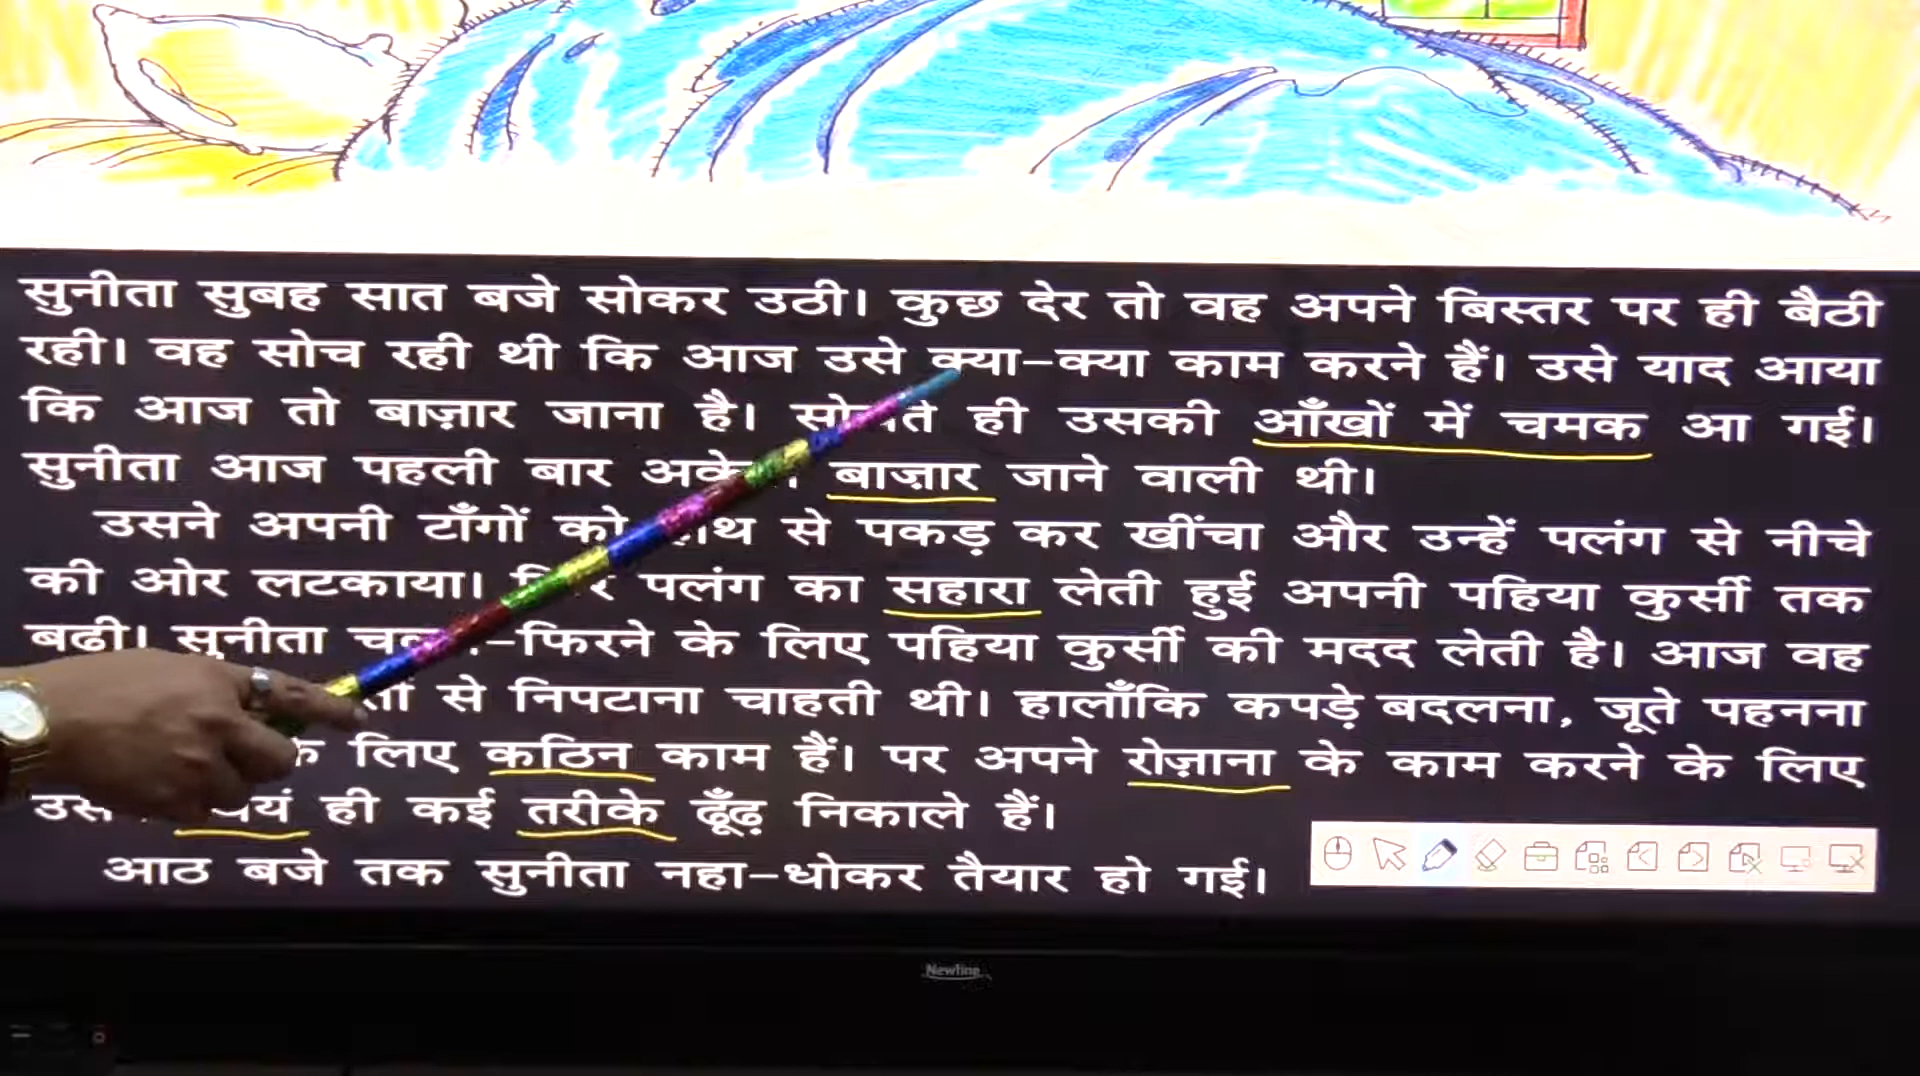 सुनीता सुबह सात बजे सोकर उठी। कुछ देर तो वह अपने बिस्तर पर ही बैठी
रही। वह सोच रही थी कि आज उसे क्या–क्या काम करने हैं। उसे याद आया
कि आज तो बाज़ार जाना है। ही उसकी आँखों में चमक आ गई।
सुनीता आज पहली बार बाज़ार जाने वाली थी।
उसने अपनी टाँगों को से पकड़ कर खींचा और उन्हें पलंग से नीचे
की ओर लटकाया। पलंग का सहारा लेती हुई अपनी पहिया कुर्सी तक
बढी। सुनीता –फिरने के लिए पहिया कुर्सी की मदद लेती है। आज वह
से निपटाना चाहती थी। हालाँकि कपड़े बदलना, जूते पहनना
लिए कठिन काम हैं। पर अपने रोज़ाना के काम करने के लिए
ही कई तरीके ढूँढ़ निकाले हैं।
आठ बजे तक सुनीता नहा–धोकर तैयार हो गई।
Newline